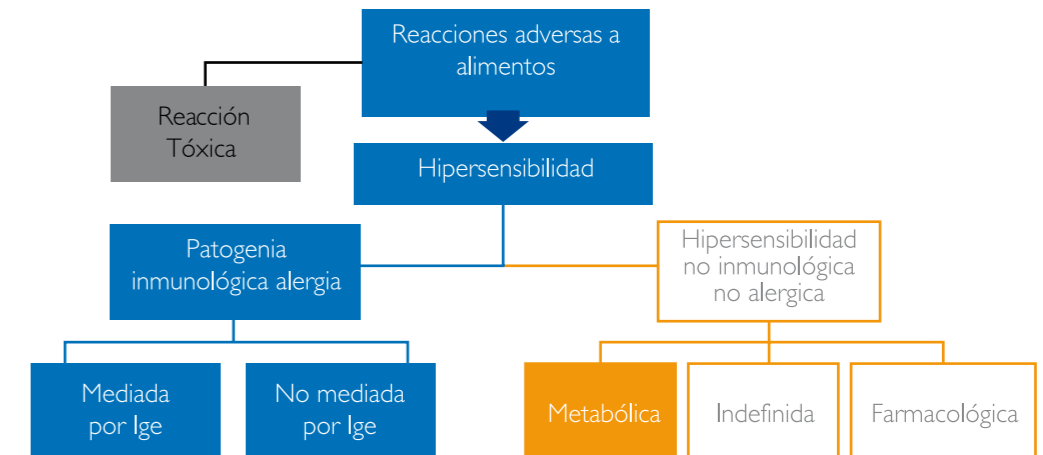 Reacciones adversas a
alimentos
Reacción
Tóxica
Hipersensibilidad
Patogenia
inmunológica alergia
Hipersensibilidad
no inmunológica
no alergica
Mediada
por Ige
No mediada
por Ige
Metabólica
Indefinida
Farmacológica